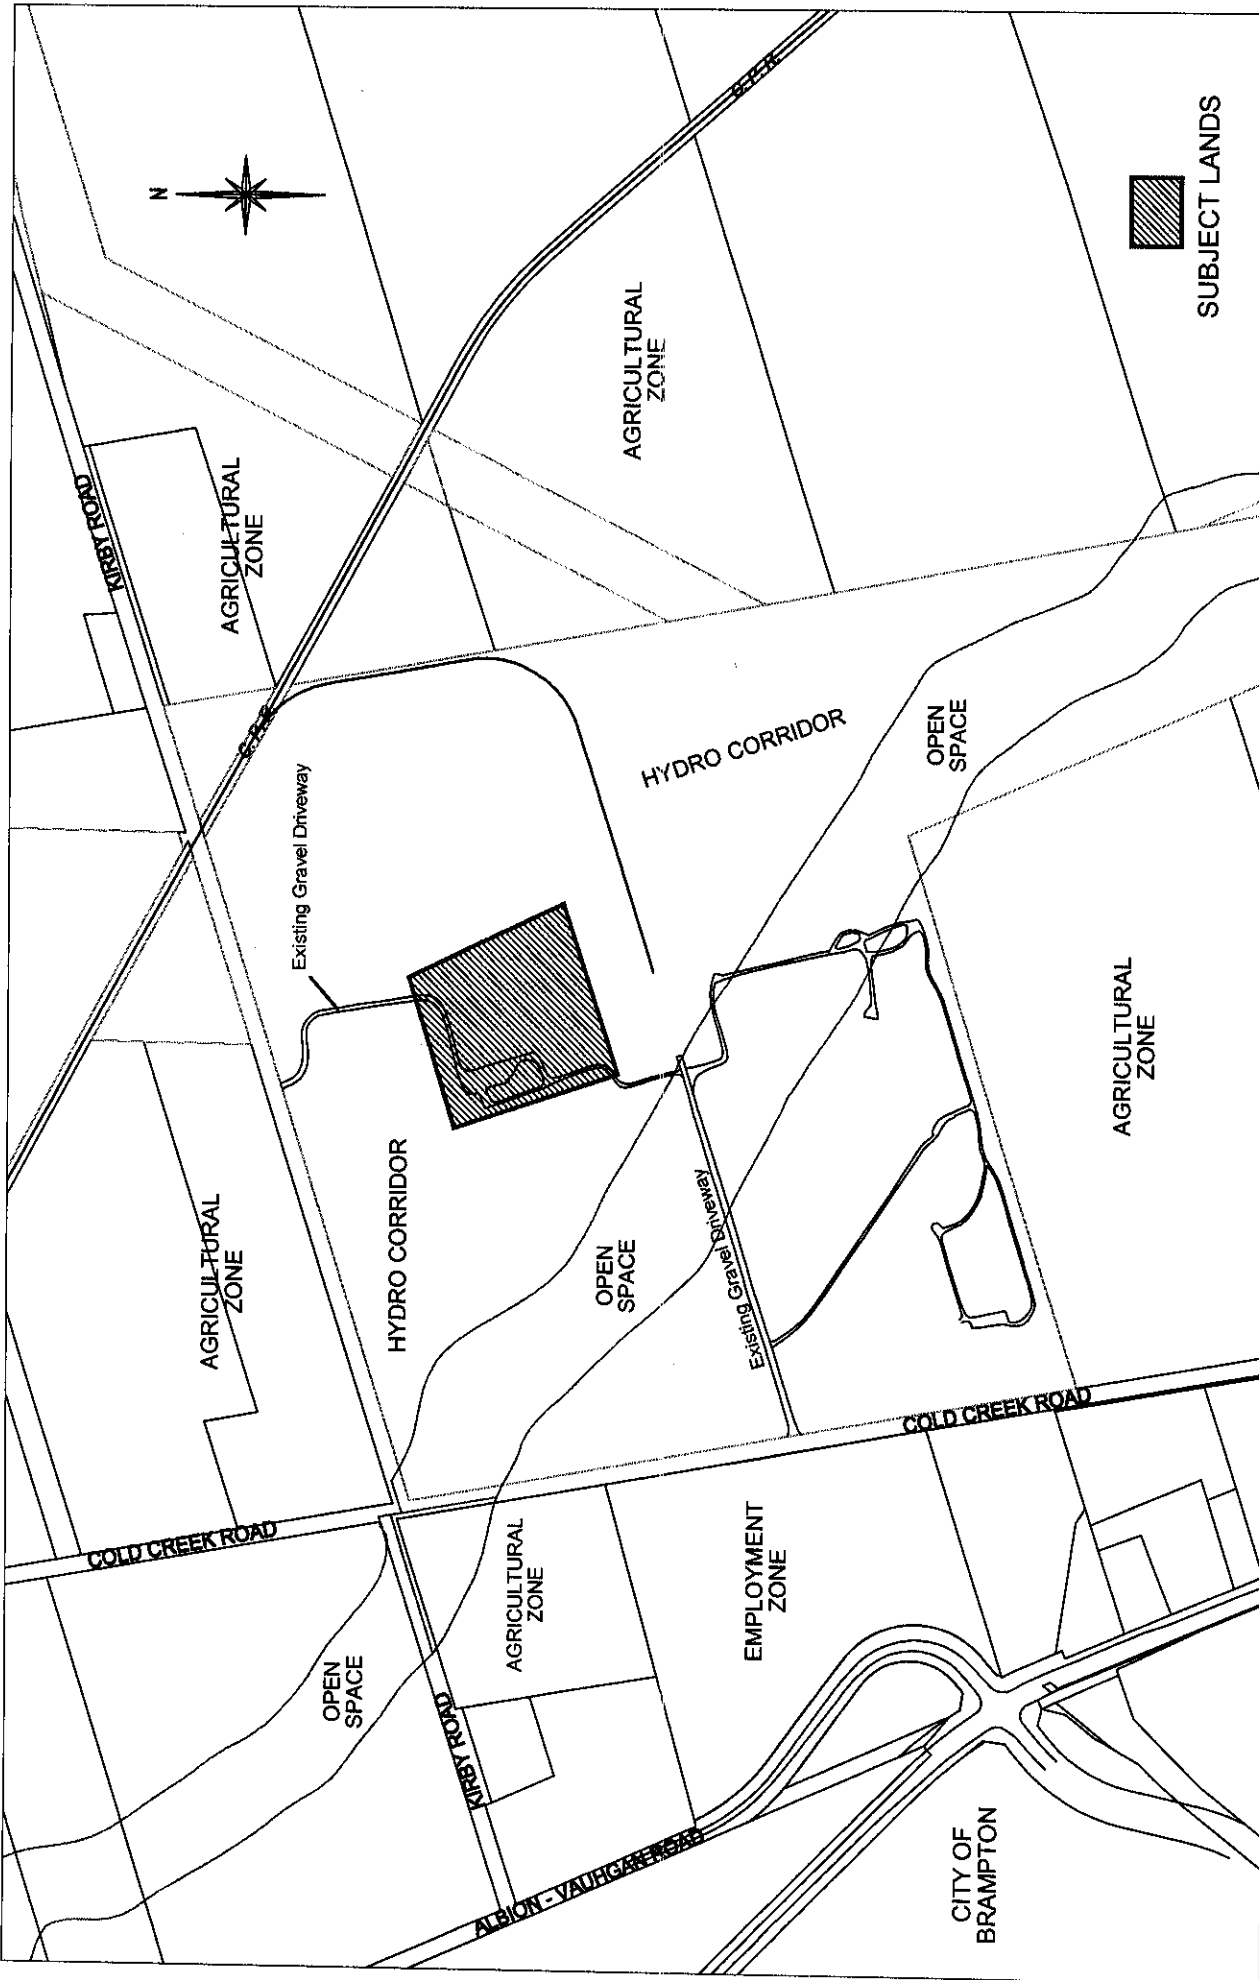 N
C. P. R.
KIRBY ROAD
AGRICULTURAL
ZONE
AGRICULTURAL
ZONE
SUBJECT LANDS
C. P. R.
Existing Gravel Driveway
HYDRO CORRIDOR
OPEN
SPACE
AGRICULTURAL
ZONE
HYDRO CORRIDOR
OPEN
SPACE
Existing Gravel Driveway
AGRICULTURAL
ZONE
COLD CREEK ROAD
COLD CREEK ROAD
AGRICULTURAL
ZONE
EMPLOYMENT
ZONE
OPEN
SPACE
KIRBY ROAD
ALBION - VAUHGAN ROAD
CITY OF
BRAMPTON